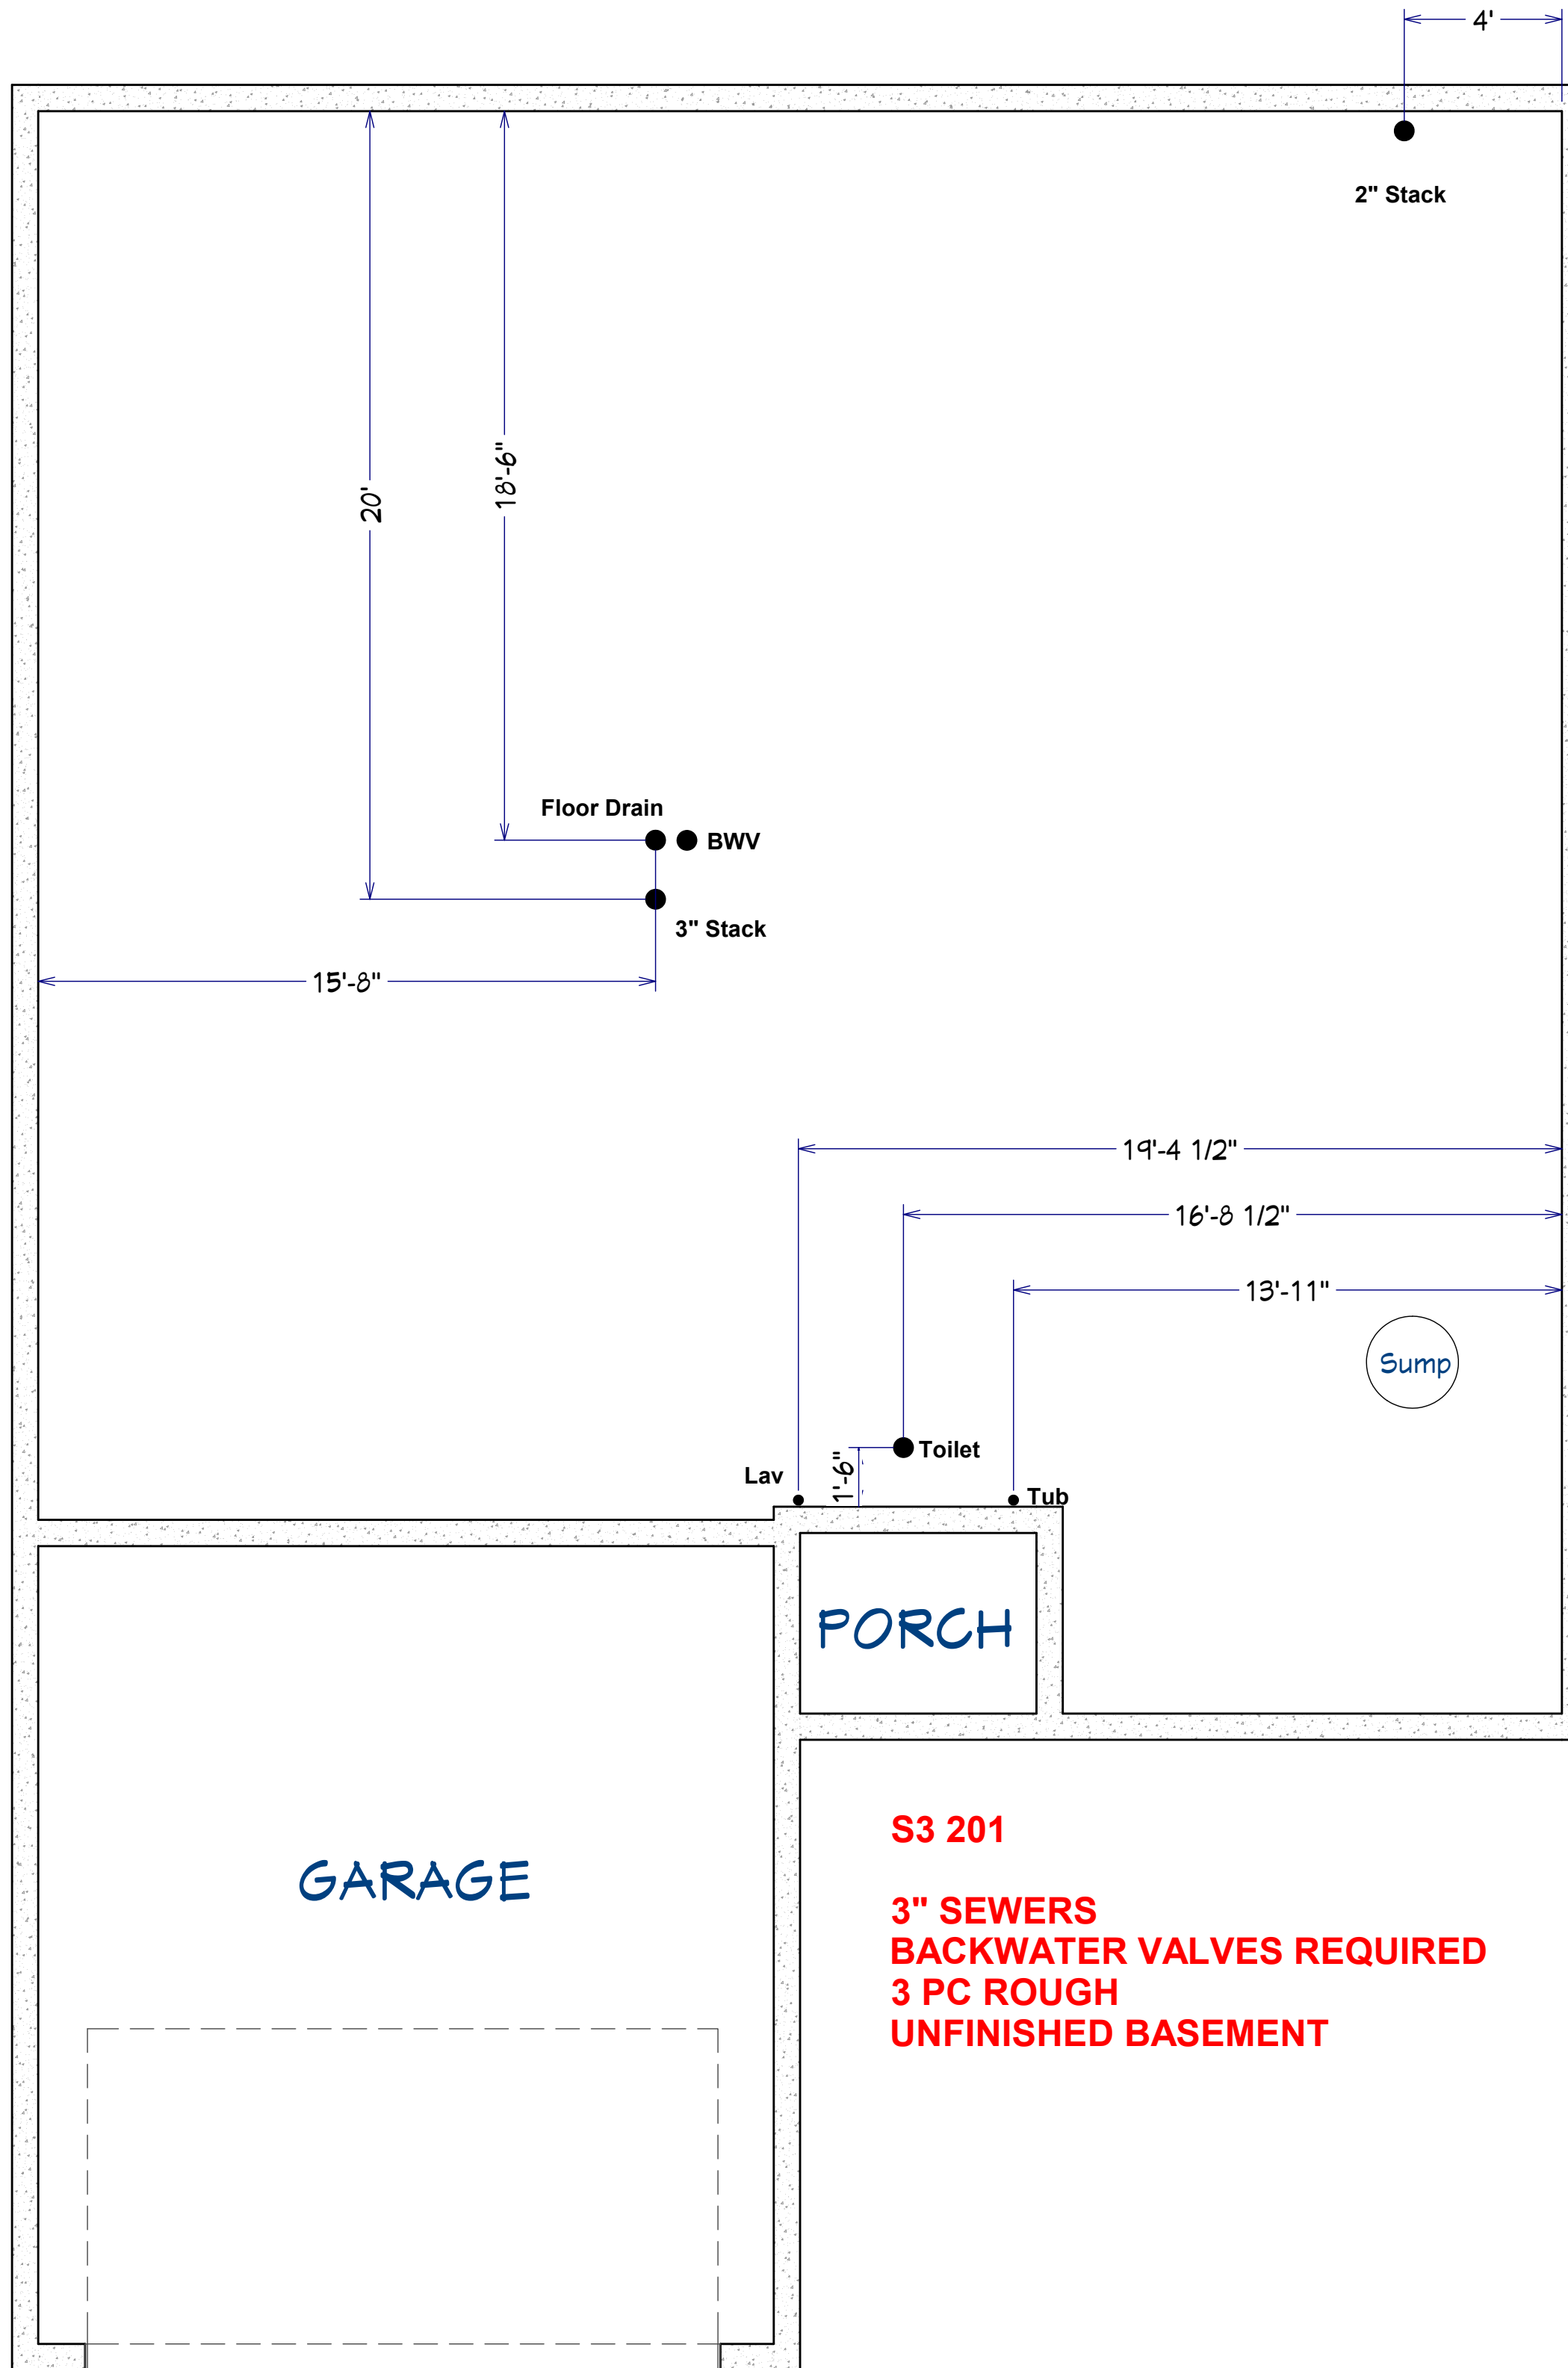 4'
2" Stack
20'
18'-6"
Floor Drain
BWV
3" Stack
15'-8"
19'-4 1/2"
16'-8 1/2"
13'-11"
Sump
1'-6"
Toilet
Lav
Tub
PORCH
GARAGE
S3 201
3" SEWERS
BACKWATER VALVES REQUIRED
3 PC ROUGH
UNFINISHED BASEMENT